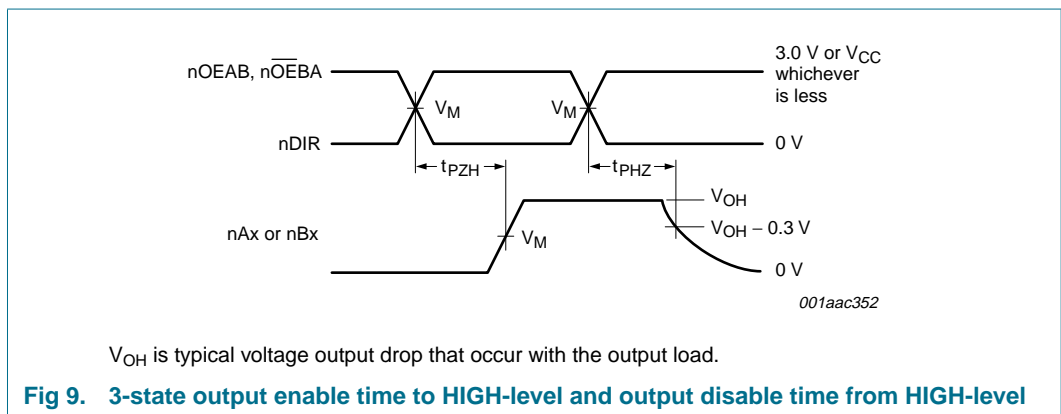 nOEAB, nO̅E̅BA
3.0 V or VCC
whichever
is less
VM
VM
nDIR
0 V
tPZH
tPHZ
VOH
VOH − 0.3 V
nAx or nBx
VM
0 V
001aac352
VOH is typical voltage output drop that occur with the output load.
Fig 9. 3-state output enable time to HIGH-level and output disable time from HIGH-level